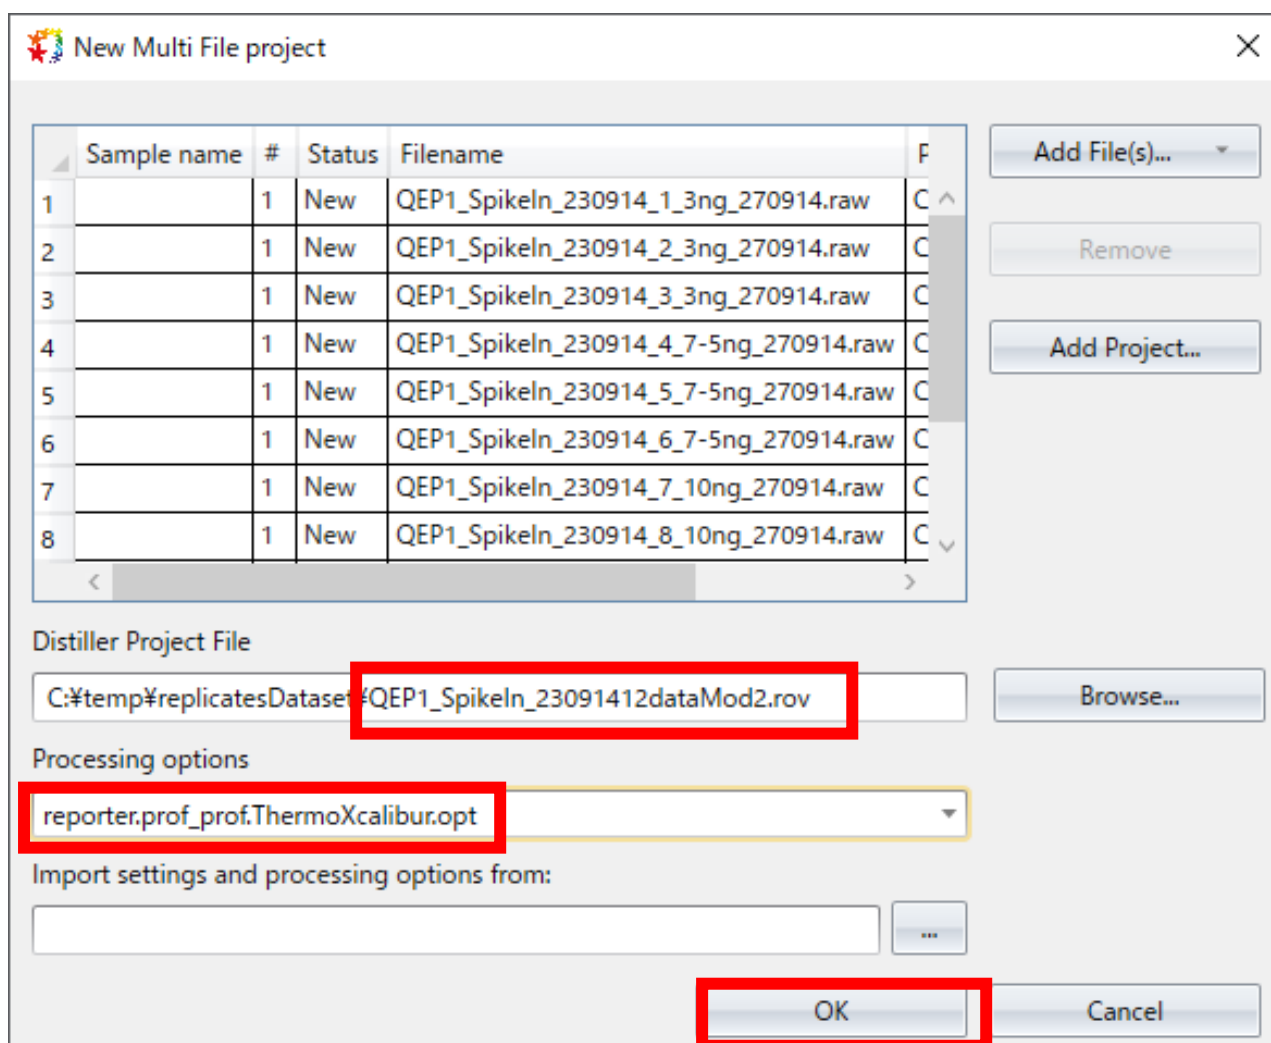 New Multi File project
Sample name # Status Filename
1 1 New QEP1_SpikeIn_230914_1_3ng_270914.raw
2 1 New QEP1_SpikeIn_230914_2_3ng_270914.raw
3 1 New QEP1_SpikeIn_230914_3_3ng_270914.raw
4 1 New QEP1_SpikeIn_230914_4_7-5ng_270914.raw
5 1 New QEP1_SpikeIn_230914_5_7-5ng_270914.raw
6 1 New QEP1_SpikeIn_230914_6_7-5ng_270914.raw
7 1 New QEP1_SpikeIn_230914_7_10ng_270914.raw
8 1 New QEP1_SpikeIn_230914_8_10ng_270914.raw
Add File(s)...
Remove
Add Project...
Distiller Project File
C:¥temp¥replicatesDataset¥QEP1_SpikeIn_23091412dataMod2.rov
Browse...
Processing options
reporter.prof_prof.ThermoXcalibur.opt
Import settings and processing options from:
...
OK
Cancel